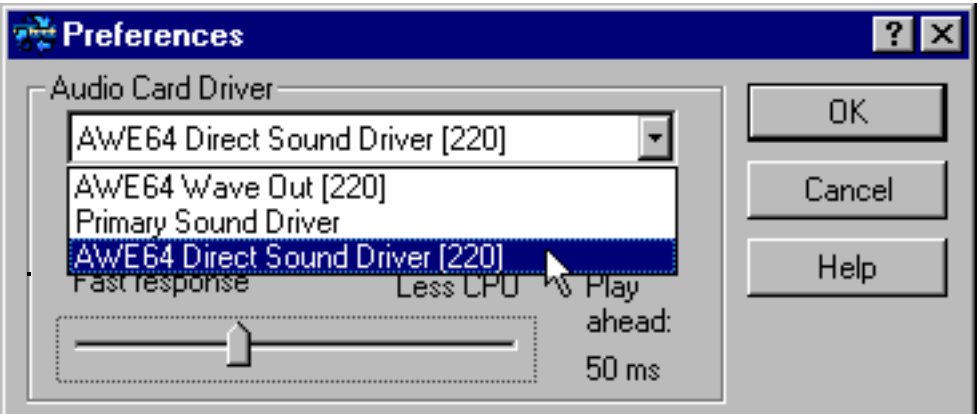 Preferences
Audio Card Driver
AWE64 Direct Sound Driver [220]
AWE64 Wave Out [220]
Primary Sound Driver
AWE64 Direct Sound Driver [220]
Fast response
Less CPU
Play
ahead:
50 ms
OK
Cancel
Help